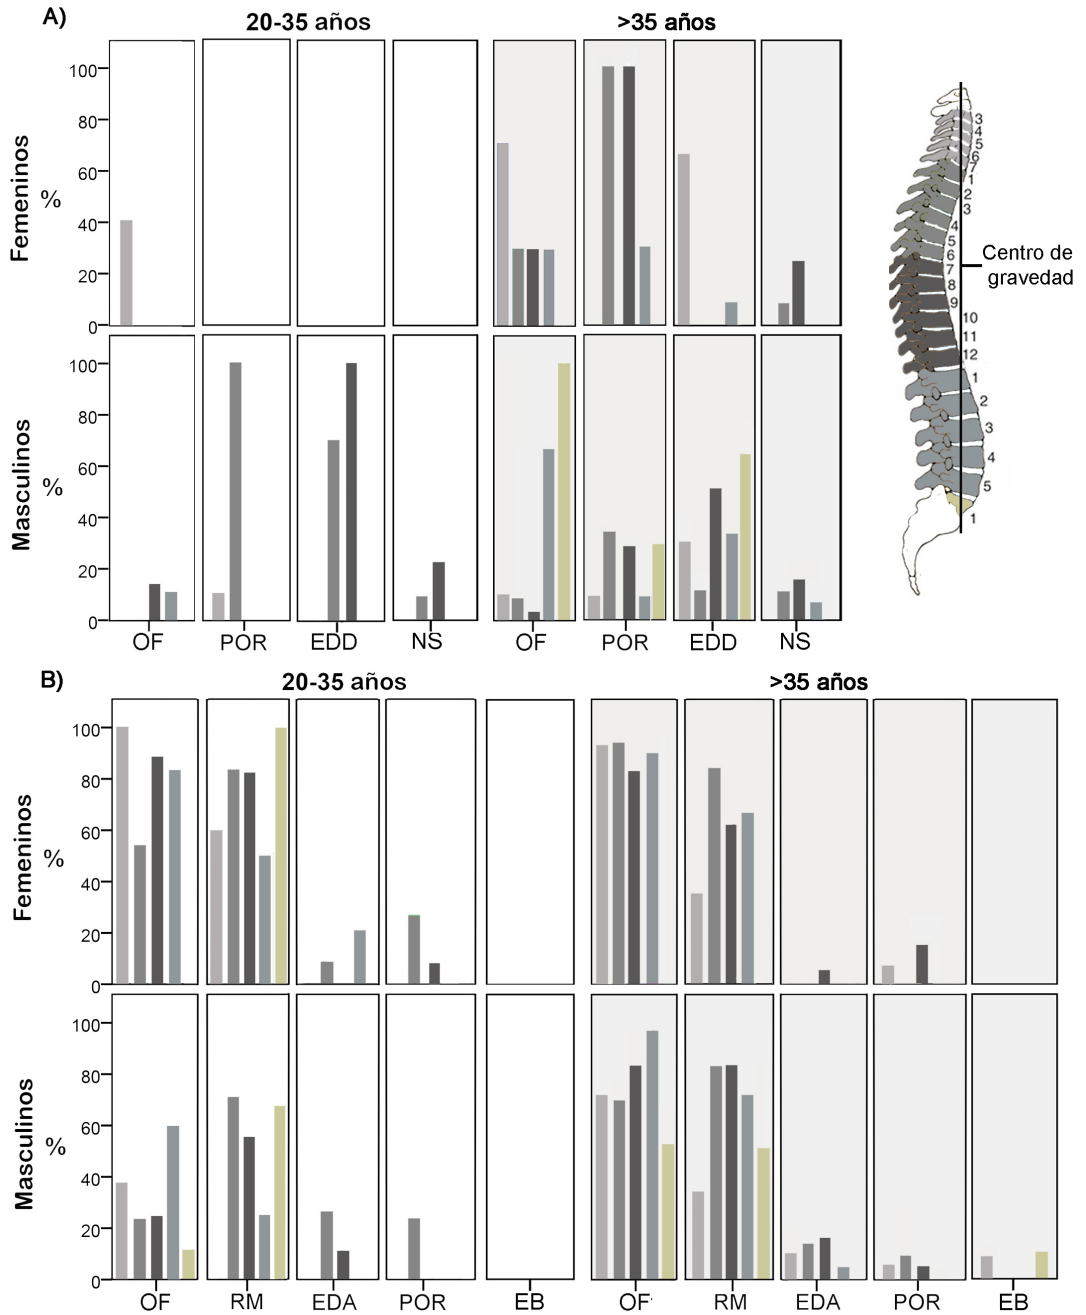 A)
20-35 años
>35 años
Femeninos
%
100
80
60
40
20
0
Masculinos
%
100
80
60
40
20
0
OF
POR
EDD
NS
OF
POR
EDD
NS
3
4
5
6
7
1
2
3
4
5
6
7
8
9
10
11
12
1
2
3
4
5
1
Centro de
gravedad
B)
20-35 años
>35 años
Femeninos
%
100
80
60
40
20
0
Masculinos
%
100
80
60
40
20
0
OF
RM
EDA
POR
EB
OF
RM
EDA
POR
EB